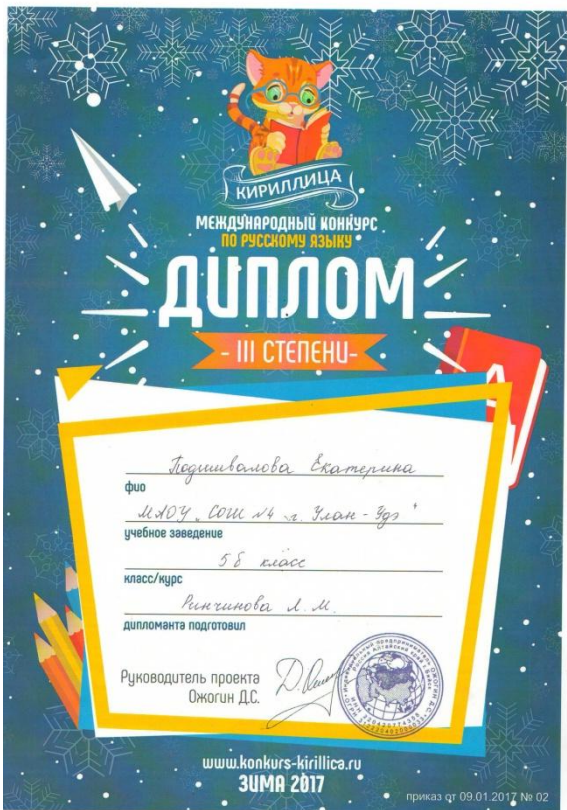 КИРИЛЛИЦА
МЕЖДУНАРОДНЫЙ КОНКУРС
ПО РУССКОМУ ЯЗЫКУ
ДИПЛОМ
- III СТЕПЕНИ-
Подшивалова Екатерина
фио
МАОУ „СОШ №4 г. Улан-Удэ"
учебное заведение
5б класс
класс/курс
Ринчинова Л.М.
дипломанта подготовил
Руководитель проекта
Ожогин Д.С.
www.konkurs-kirillica.ru
ЗИМА 2017
приказ от 09.01.2017 № 02